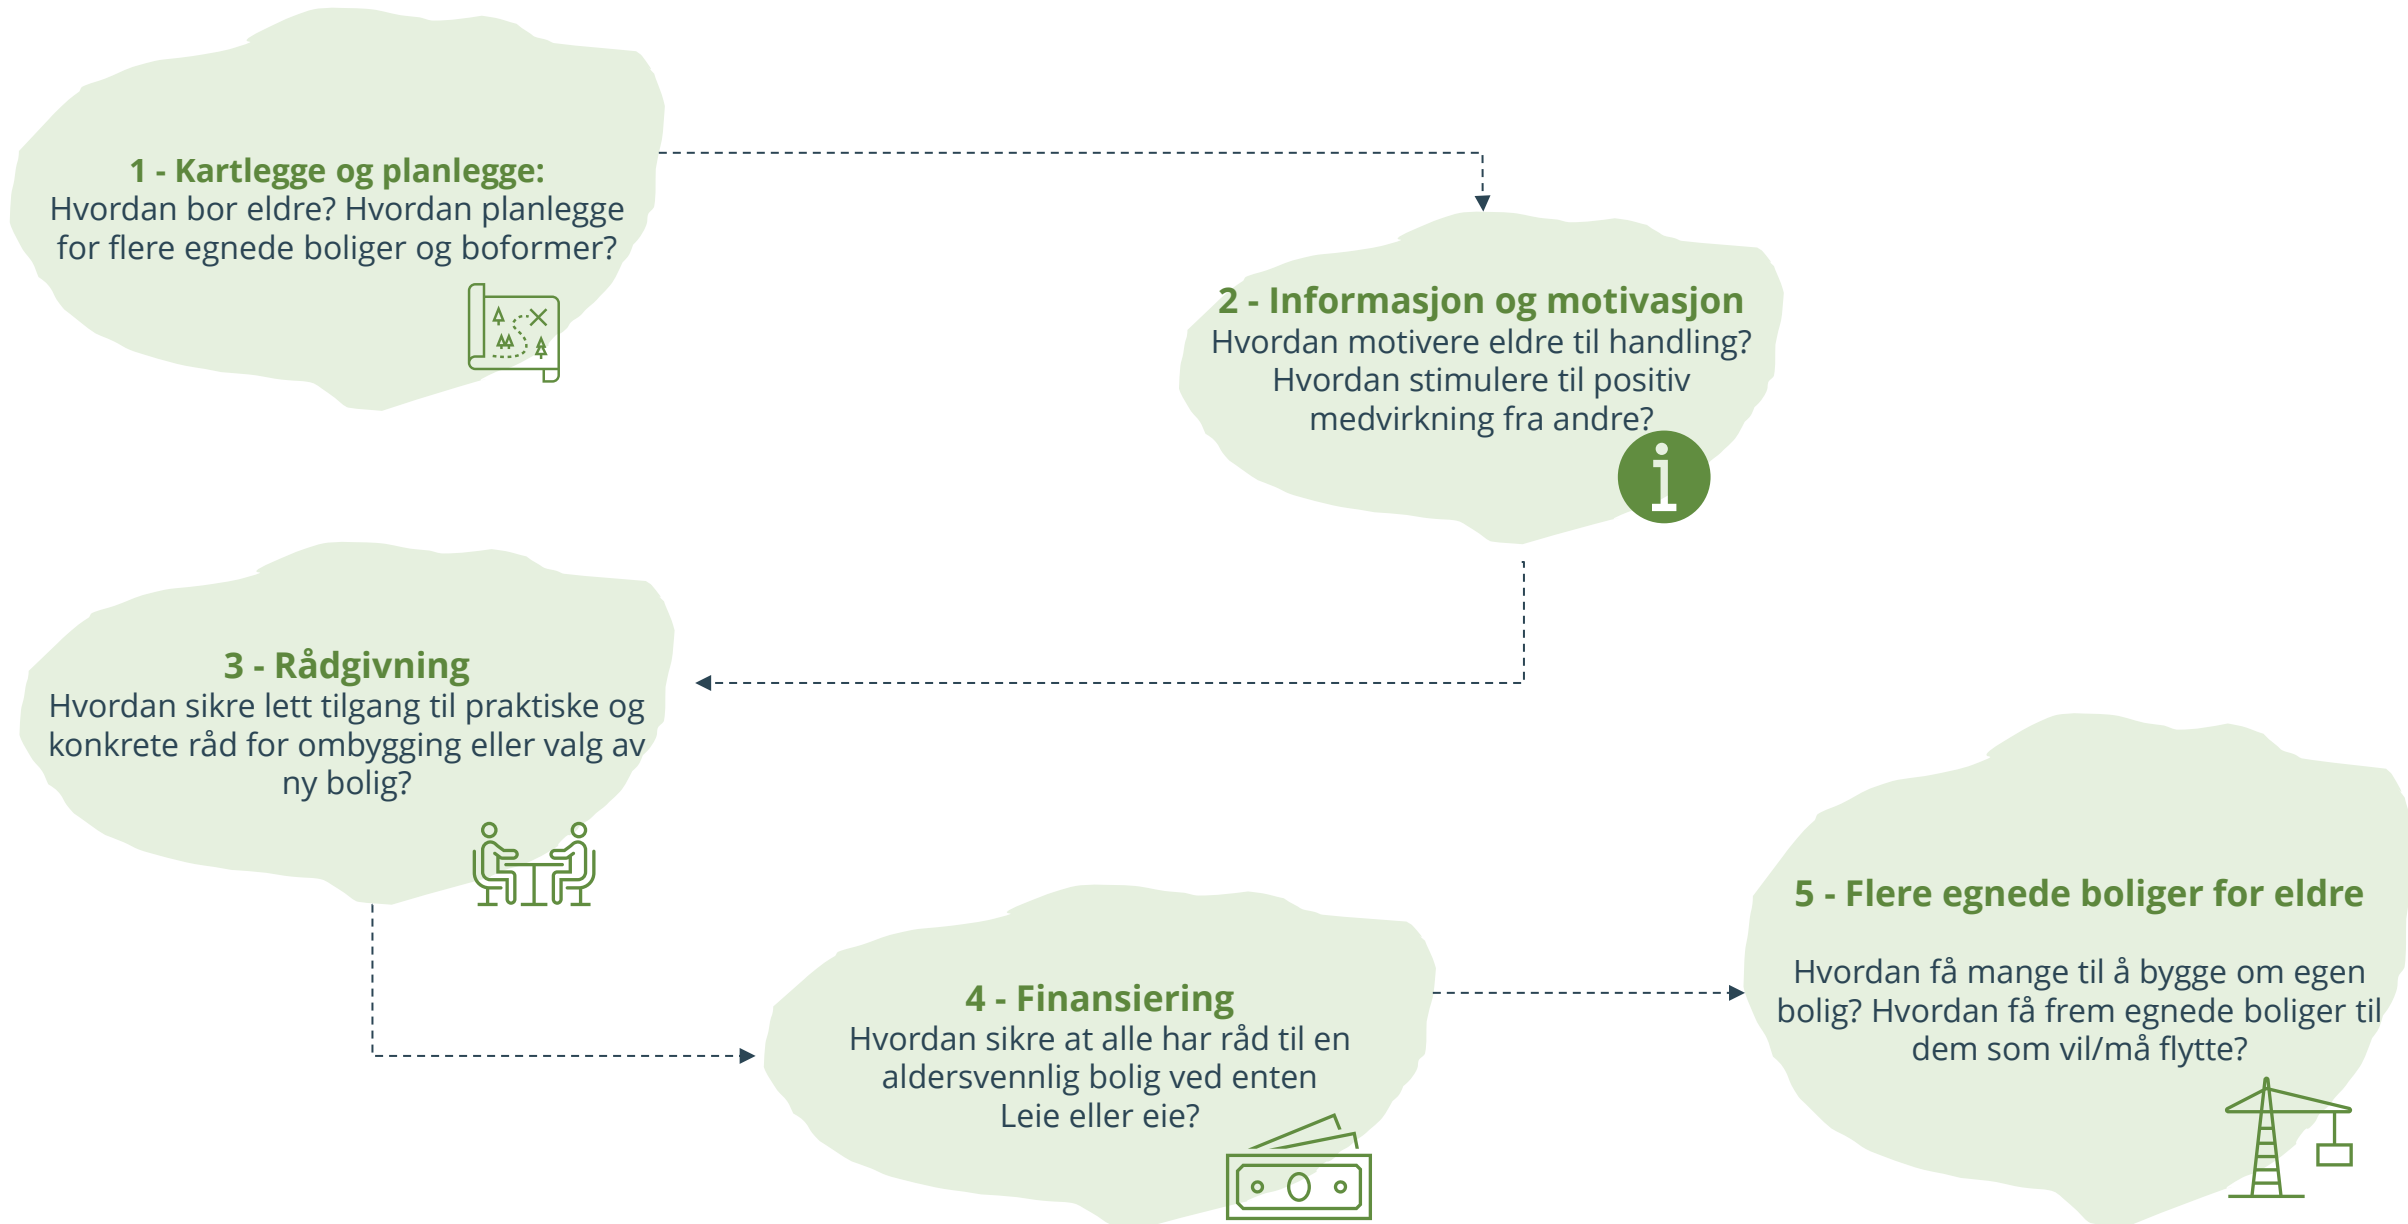 1 - Kartlegge og planlegge:
Hvordan bor eldre? Hvordan planlegge
for flere egnede boliger og boformer?
2 - Informasjon og motivasjon
Hvordan motivere eldre til handling?
Hvordan stimulere til positiv
medvirkning fra andre?
3 - Rådgivning
Hvordan sikre lett tilgang til praktiske og
konkrete råd for ombygging eller valg av
ny bolig?
4 - Finansiering
Hvordan sikre at alle har råd til en
aldersvennlig bolig ved enten
Leie eller eie?
5 - Flere egnede boliger for eldre
Hvordan få mange til å bygge om egen
bolig? Hvordan få frem egnede boliger til
dem som vil/må flytte?